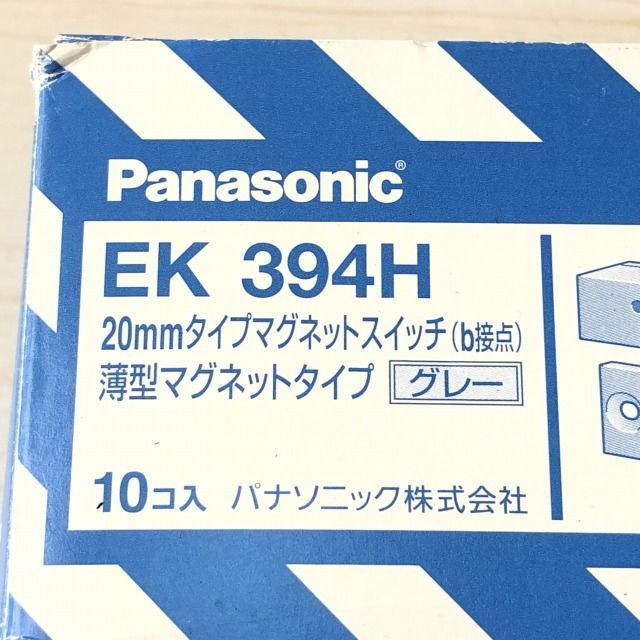 Panasonic®
EK 394H
20mmタイプマグネットスイッチ(b接点)
薄型マグネットタイプ グレー
10コ入 パナソニック株式会社